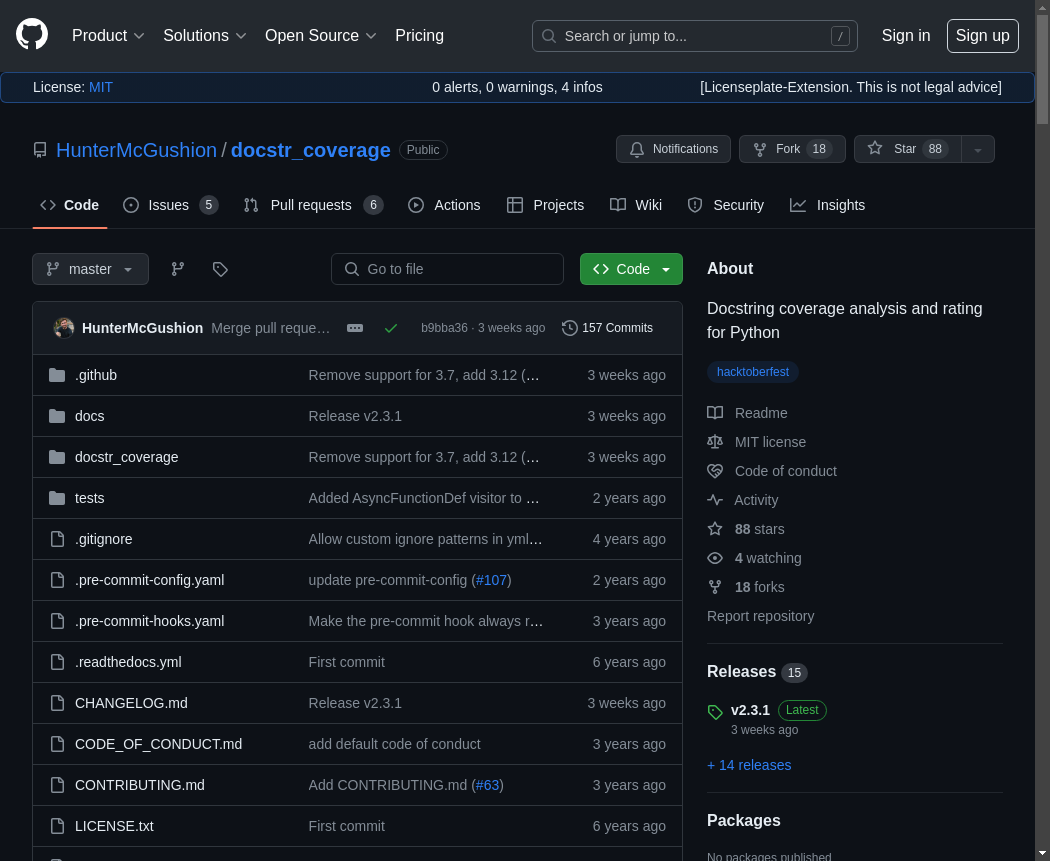 Product Solutions Open Source Pricing Search or jump to... / Sign in Sign up
License: MIT 0 alerts, 0 warnings, 4 infos [Licenseplate-Extension. This is not legal advice]
HunterMcGushion / docstr_coverage Public Notifications Fork 18 Star 88
Code Issues 5 Pull requests 6 Actions Projects Wiki Security Insights
master Go to file Code
HunterMcGushion Merge pull reque… b9bba36 · 3 weeks ago 157 Commits
.github Remove support for 3.7, add 3.12 (… 3 weeks ago
docs Release v2.3.1 3 weeks ago
docstr_coverage Remove support for 3.7, add 3.12 (… 3 weeks ago
tests Added AsyncFunctionDef visitor to … 2 years ago
.gitignore Allow custom ignore patterns in yml… 4 years ago
.pre-commit-config.yaml update pre-commit-config (#107) 2 years ago
.pre-commit-hooks.yaml Make the pre-commit hook always r… 3 years ago
.readthedocs.yml First commit 6 years ago
CHANGELOG.md Release v2.3.1 3 weeks ago
CODE_OF_CONDUCT.md add default code of conduct 3 years ago
CONTRIBUTING.md Add CONTRIBUTING.md (#63) 3 years ago
LICENSE.txt First commit 6 years ago
About
Docstring coverage analysis and rating
for Python
hacktoberfest
Readme
MIT license
Code of conduct
Activity
88 stars
4 watching
18 forks
Report repository
Releases 15
v2.3.1 Latest
3 weeks ago
+ 14 releases
Packages
No packages published